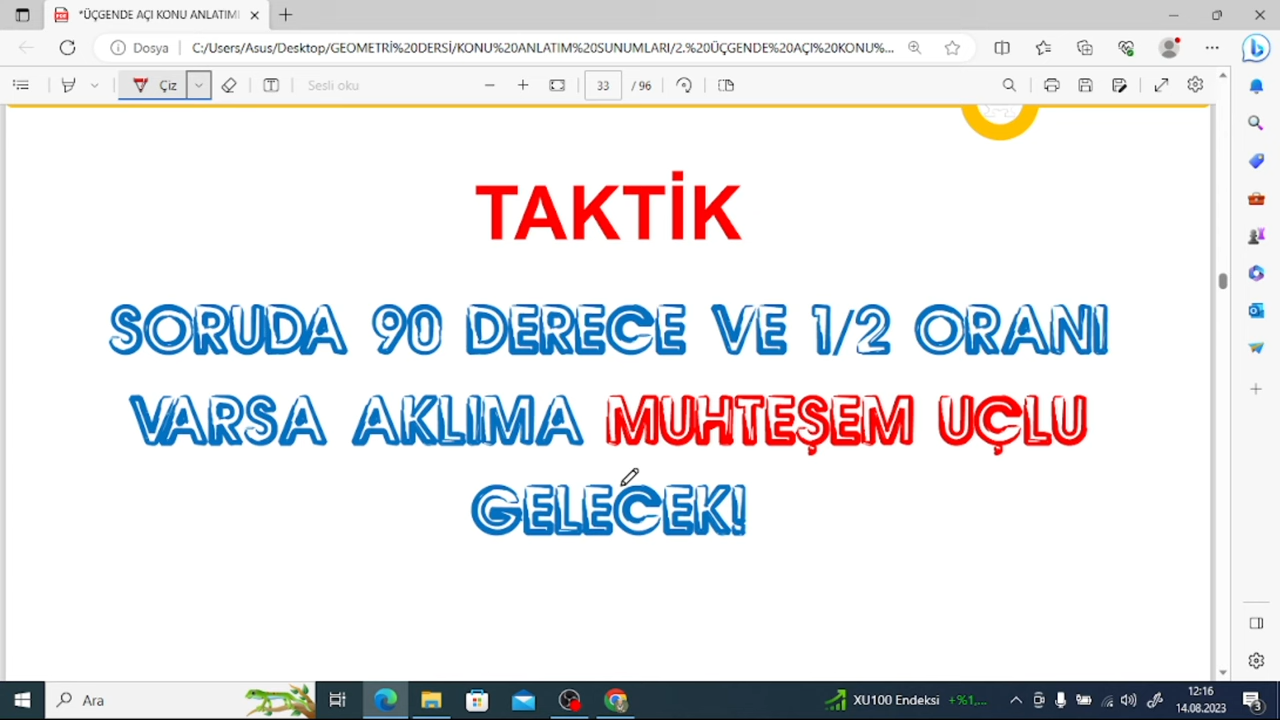 *ÜÇGENDE AÇI KONU ANLATIMI
Dosya
C:/Users/Asus/Desktop/GEOMETRİ%20DERSİ/KONU%20ANLATIM%20SUNUMLARI/2.%20ÜÇGENDE%20AÇI%20KONU%...
Çiz
Sesli oku
33 / 96
TAKTİK
SORUDA 90 DERECE VE 1/2 ORANI
VARSA AKLIMA MUHTEŞEM UÇLU
GELECEK!
Ara
XU100 Endeksi +%1,...
12:16
14.08.2023
3